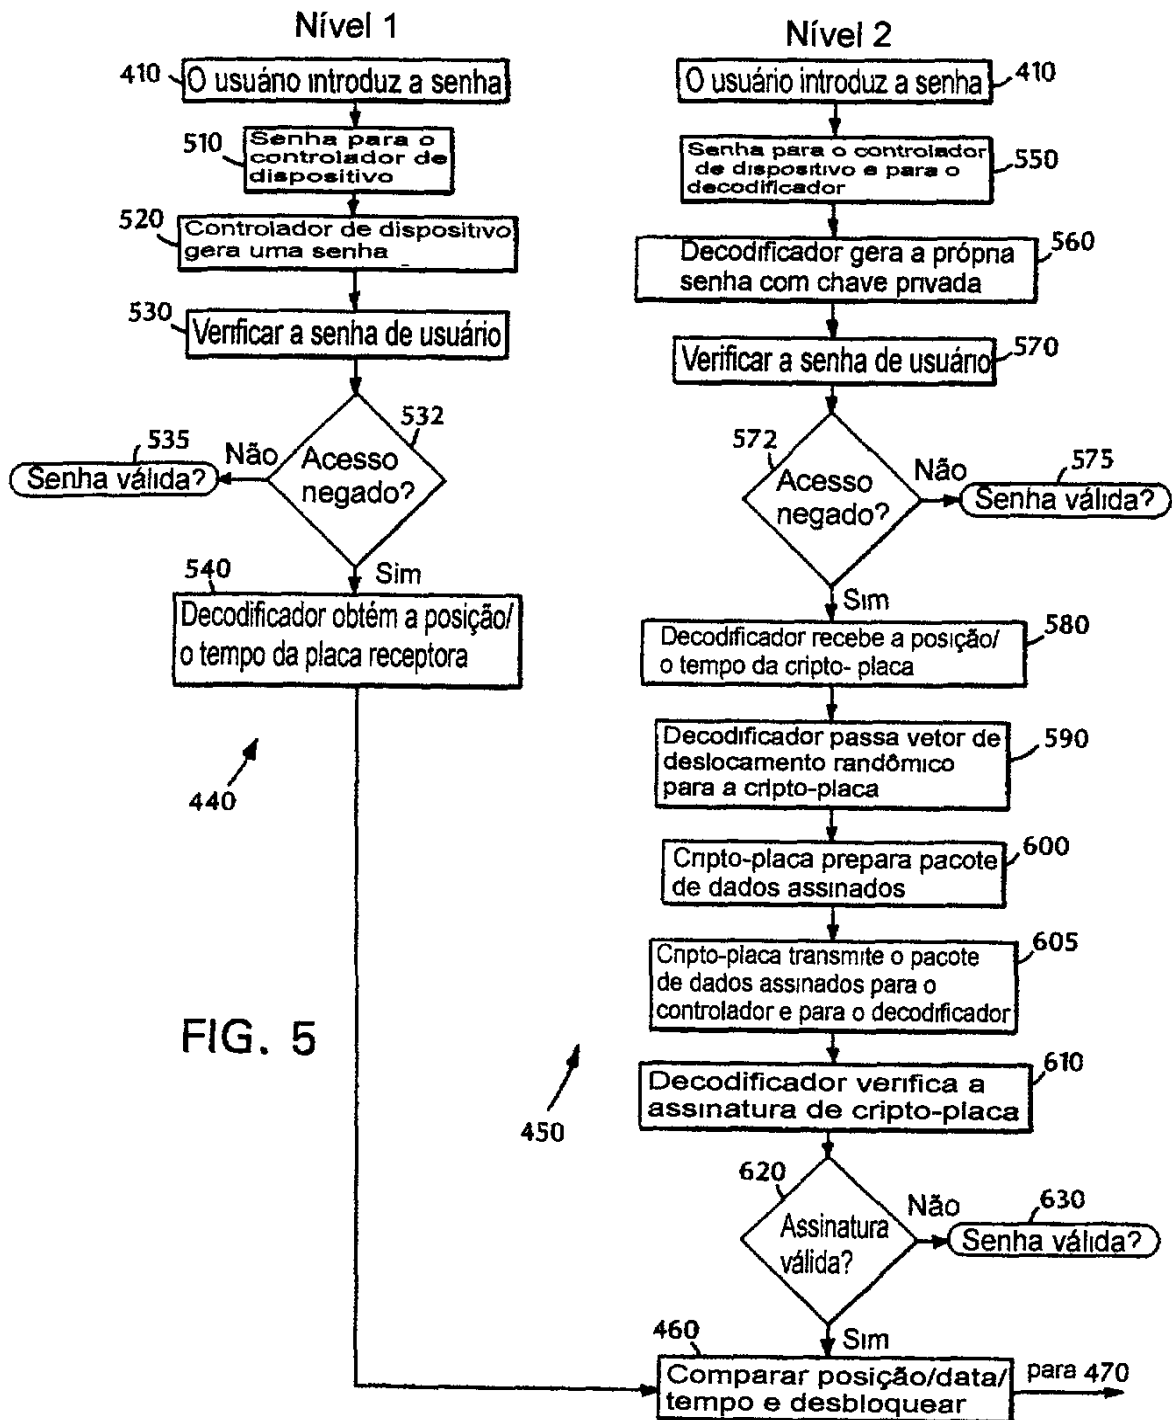 Nível 1
410
O usuário introduz a senha
510
Senha para o
controlador de
dispositivo
520
Controlador de dispositivo
gera uma senha
530
Verificar a senha de usuário
532
Acesso
negado?
Não
535
Senha válida?
Sim
540
Decodificador obtém a posição/
o tempo da placa receptora
440
FIG. 5
Nível 2
410
O usuário introduz a senha
550
Senha para o controlador
de dispositivo e para o
decodificador
560
Decodificador gera a própria
senha com chave privada
570
Verificar a senha de usuário
572
Acesso
negado?
Não
575
Senha válida?
Sim
580
Decodificador recebe a posição/
o tempo da cripto- placa
590
Decodificador passa vetor de
deslocamento randômico
para a cripto-placa
600
Cripto-placa prepara pacote
de dados assinados
605
Cripto-placa transmite o pacote
de dados assinados para o
controlador e para o decodificador
450
610
Decodificador verifica a
assinatura de cripto-placa
620
Assinatura
válida?
Não
630
Senha válida?
Sim
460
Comparar posição/data/
tempo e desbloquear
para 470